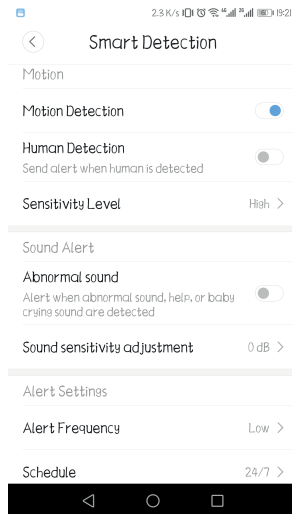 2.3 K/s 19:21
Smart Detection
Motion
Motion Detection
Human Detection
Send alert when human is detected
Sensitivity Level High
Sound Alert
Abnormal sound
Alert when abnormal sound, help, or baby
crying sound are detected
Sound sensitivity adjustment 0 dB
Alert Settings
Alert Frequency Low
Schedule 24/7